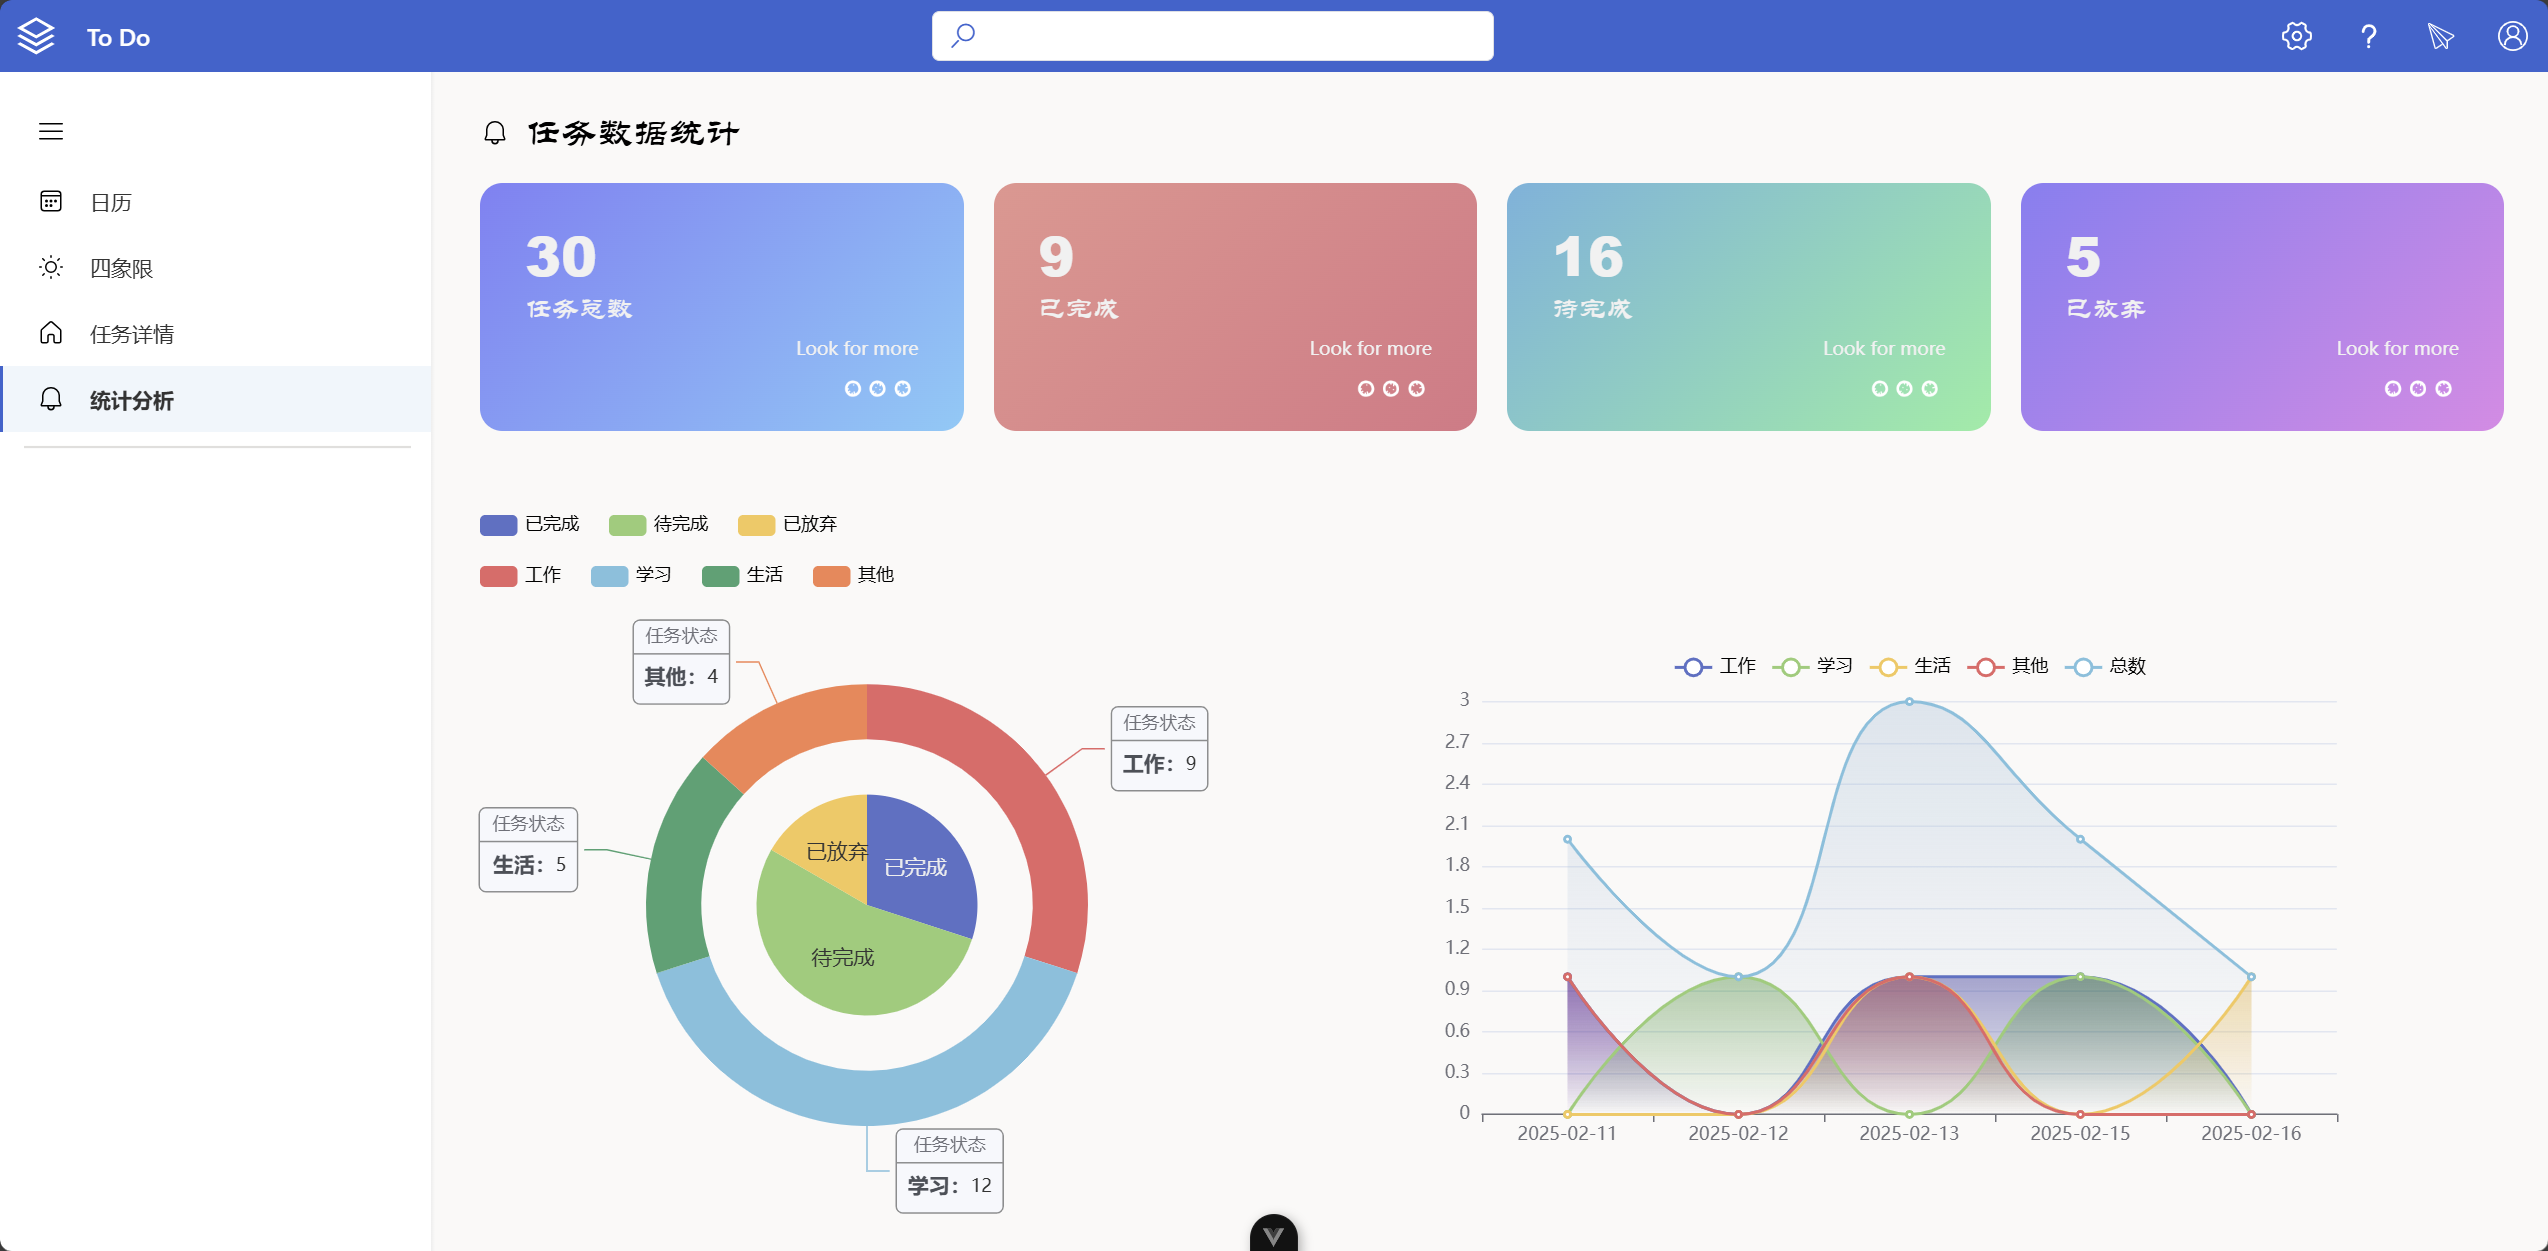 To Do
日历
四象限
任务详情
统计分析
任务数据统计
30
任务总数
Look for more
9
已完成
Look for more
16
待完成
Look for more
5
已放弃
Look for more
已完成 待完成 已放弃
工作 学习 生活 其他
任务状态
其他：4
任务状态
工作：9
任务状态
生活：5
任务状态
学习：12
已放弃
已完成
待完成
工作 学习 生活 其他 总数
3
2.7
2.4
2.1
1.8
1.5
1.2
0.9
0.6
0.3
0
2025-02-11 2025-02-12 2025-02-13 2025-02-15 2025-02-16